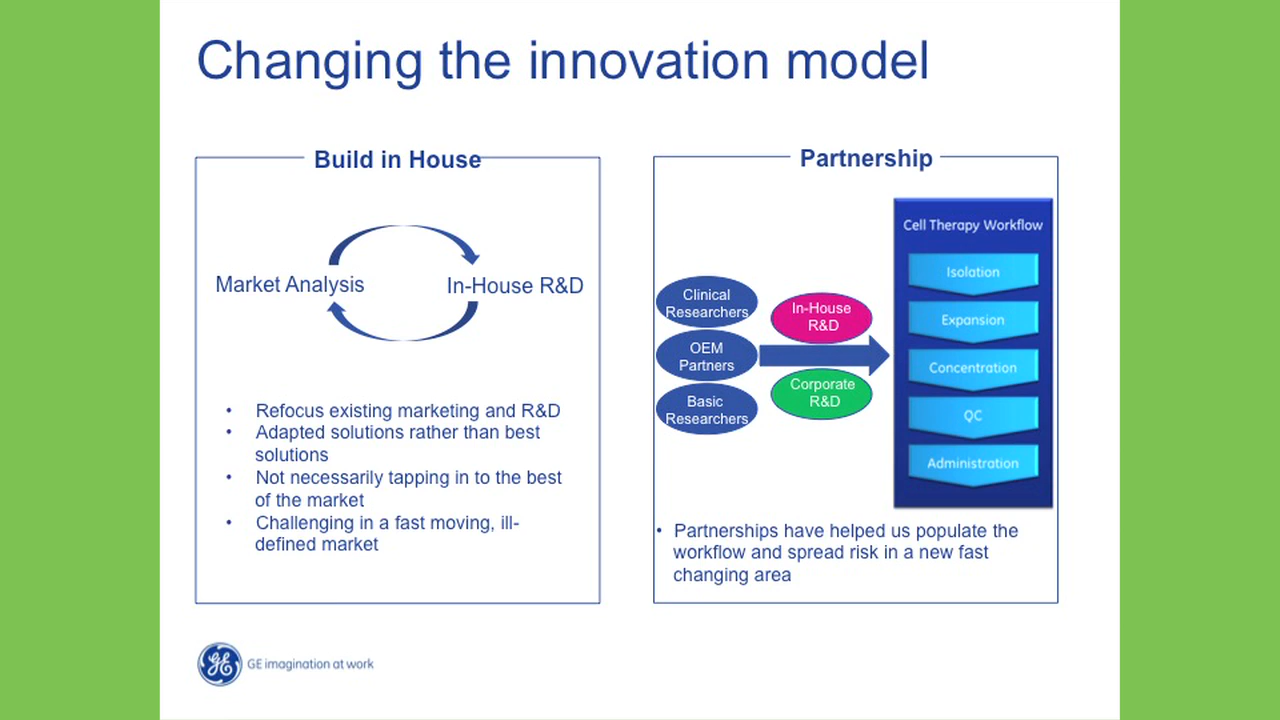 Changing the innovation model
Build in House
Market Analysis
In-House R&D
• Refocus existing marketing and R&D
• Adapted solutions rather than best
solutions
• Not necessarily tapping in to the best
of the market
• Challenging in a fast moving, ill-
defined market
Partnership
Clinical
Researchers
OEM
Partners
Basic
Researchers
In-House
R&D
Corporate
R&D
Cell Therapy Workflow
Isolation
Expansion
Concentration
QC
Administration
• Partnerships have helped us populate the
workflow and spread risk in a new fast
changing area
GE imagination at work